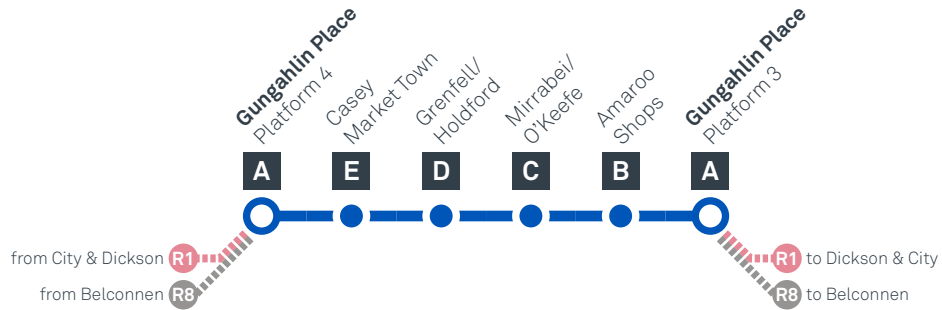 Gungahlin Place
Platform 4
Casey
Market Town
Grenfell/
Holdford
Mirrabei/
O'Keefe
Amaroo
Shops
Gungahlin Place
Platform 3
A
E
D
C
B
A
from City & Dickson R1
from Belconnen R8
R1 to Dickson & City
R8 to Belconnen